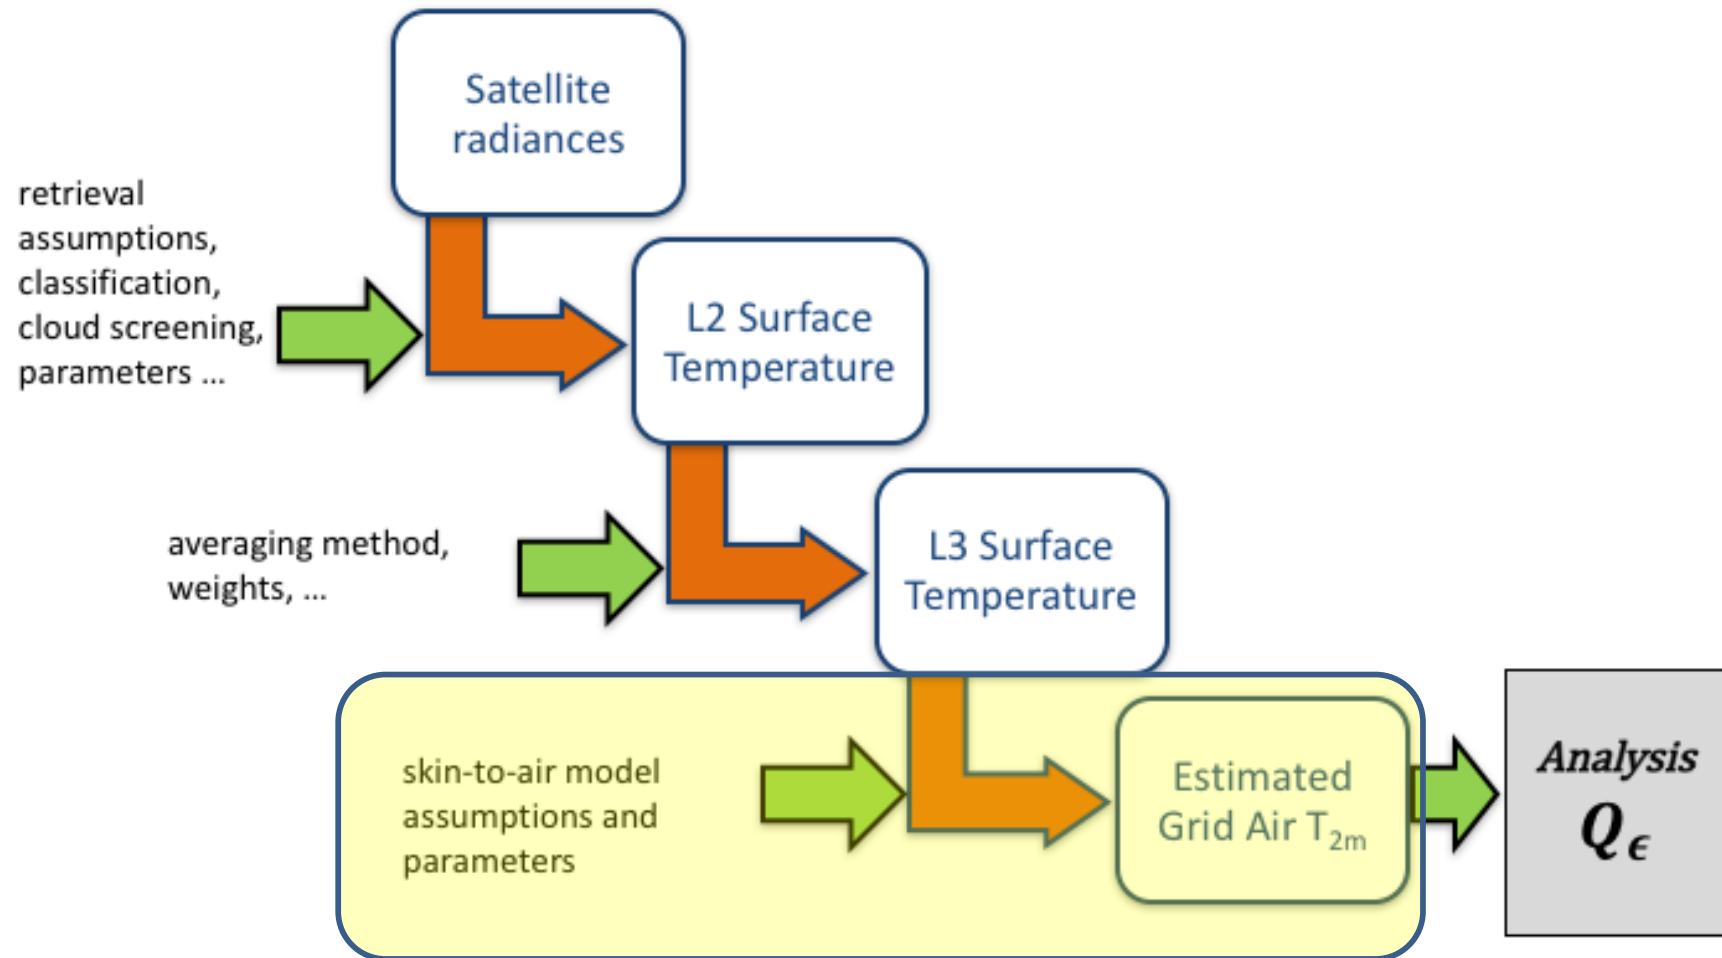 Satellite
radiances
retrieval
assumptions,
classification,
cloud screening,
parameters ...
L2 Surface
Temperature
averaging method,
weights, ...
L3 Surface
Temperature
skin-to-air model
assumptions and
parameters
Estimated
Grid Air T₂ₘ
Analysis
Q ϵ